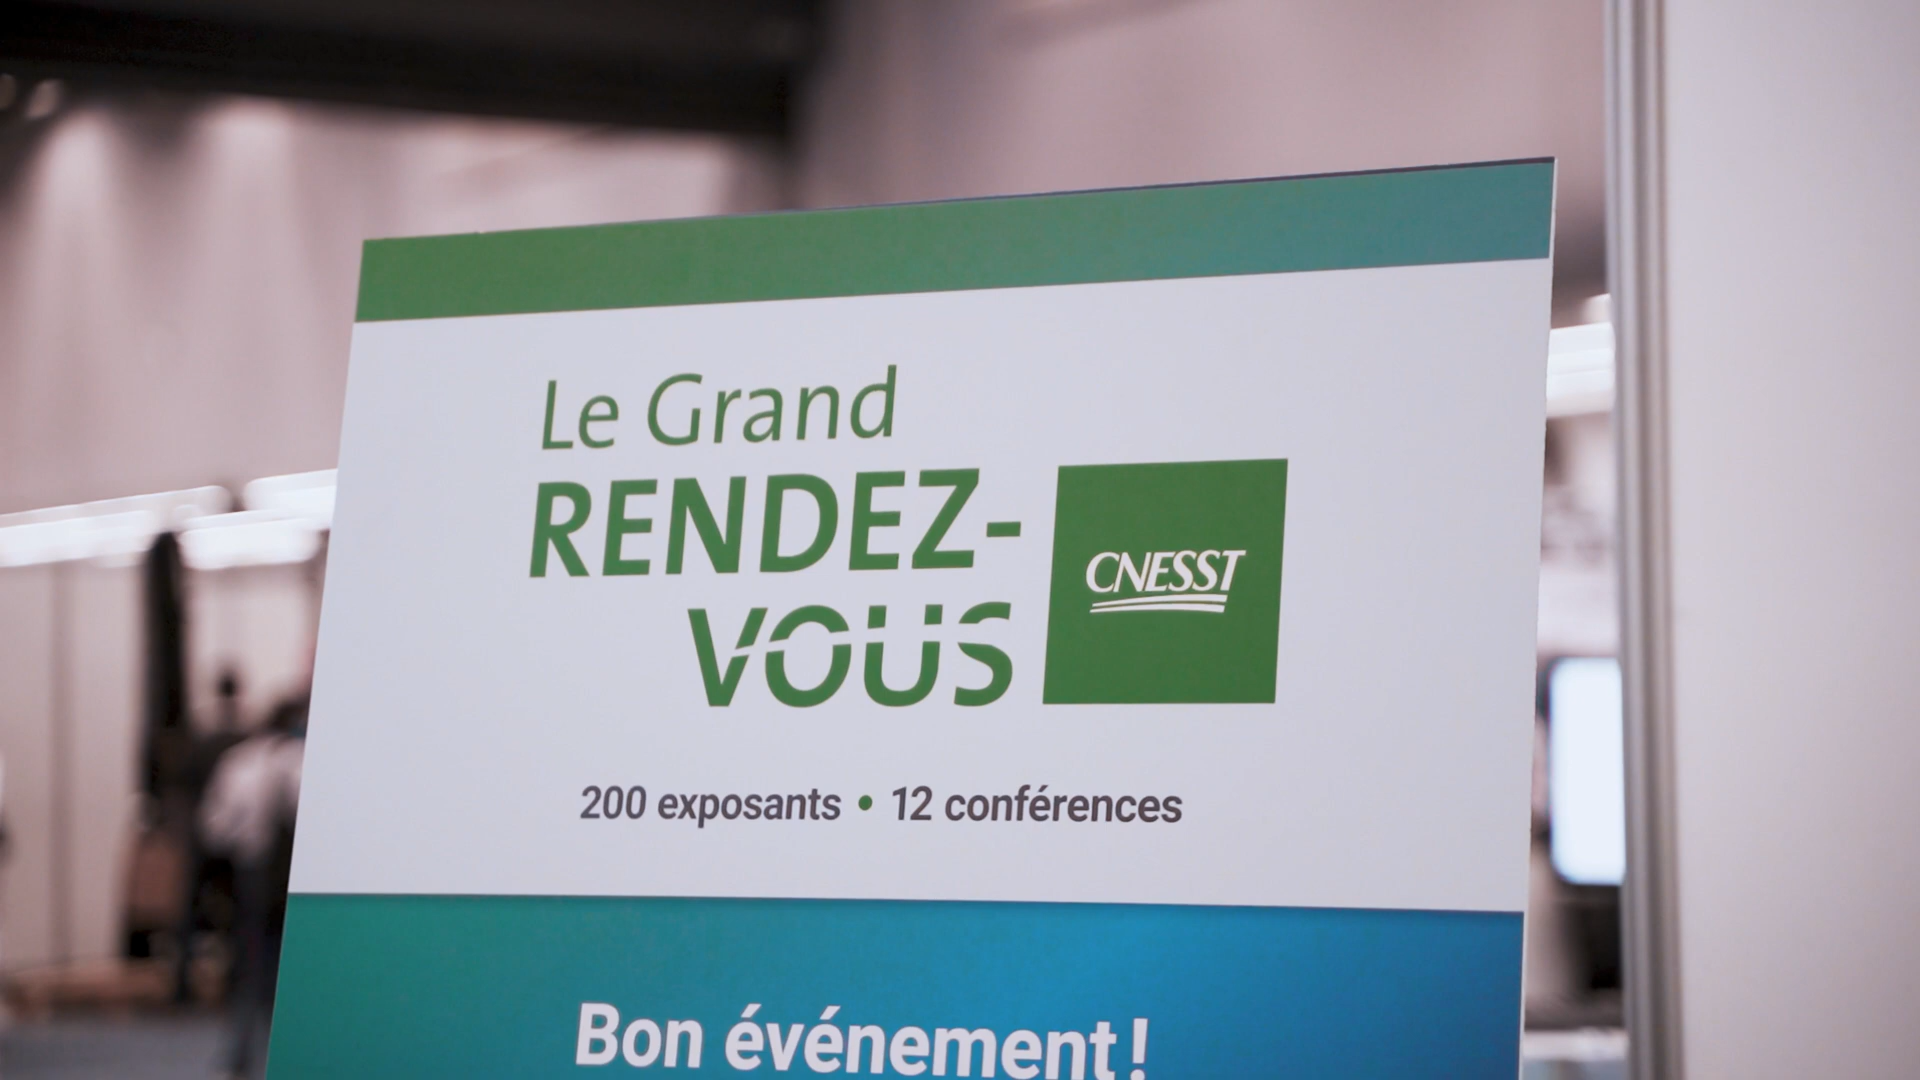 Le Grand
RENDEZ-
VOUS
CNESST
200 exposants • 12 conférences
Bon événement !